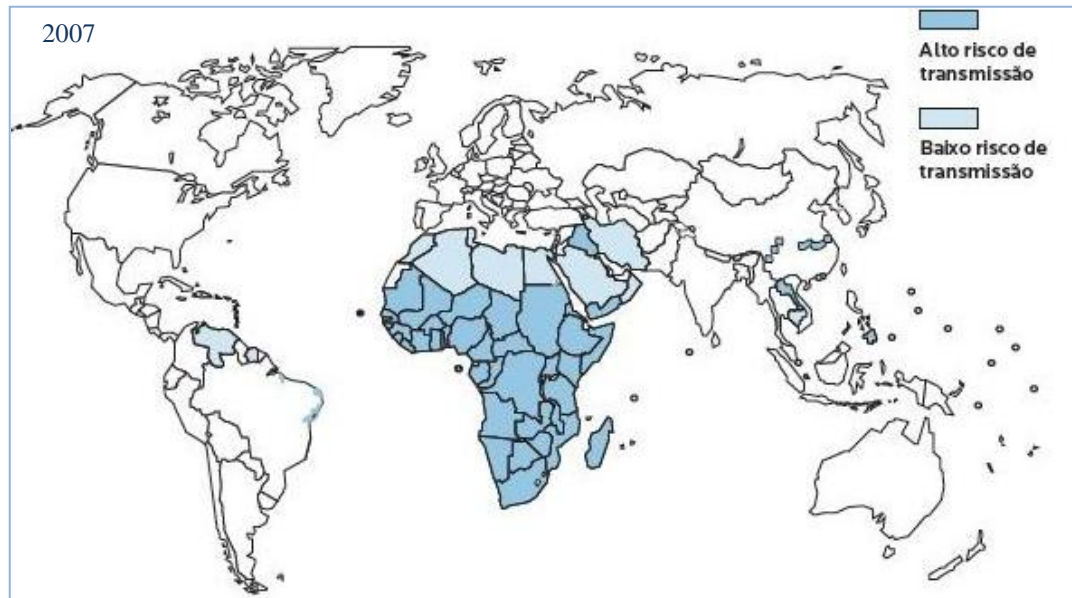 2007
Alto risco de
transmissão
Baixo risco de
transmissão